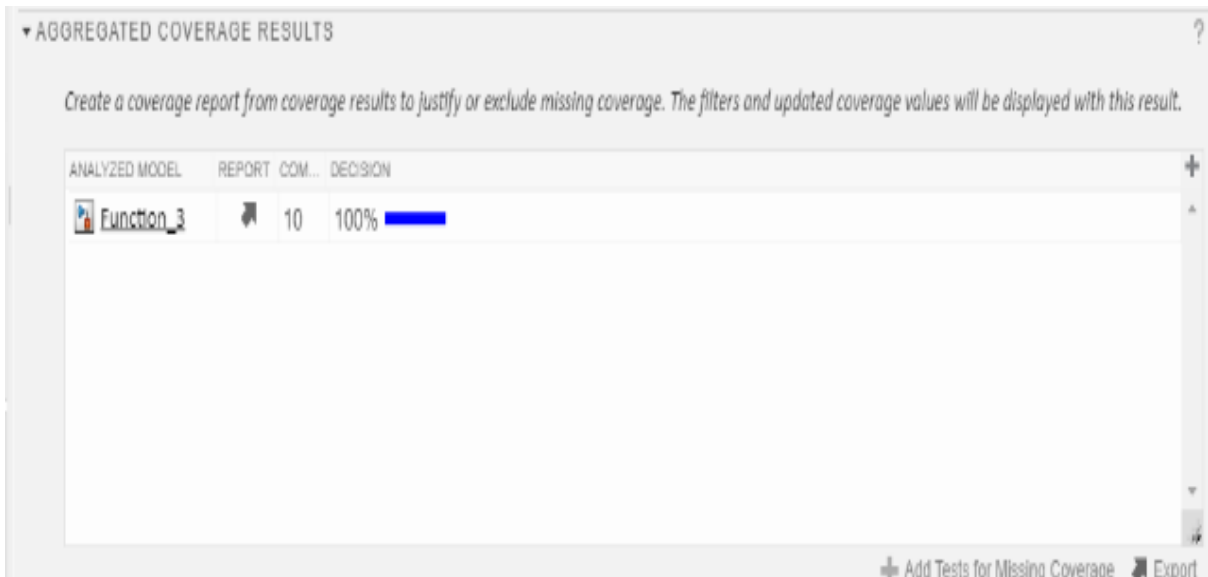 AGGREGATED COVERAGE RESULTS ?
Create a coverage report from coverage results to justify or exclude missing coverage. The filters and updated coverage values will be displayed with this result.
ANALYZED MODEL REPORT COM... DECISION
Function_3 10 100%
Add Tests for Missing Coverage Export